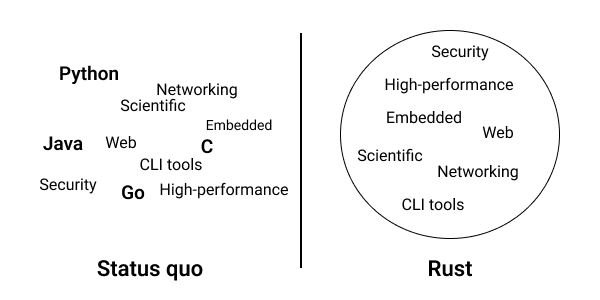 Python
Networking
Scientific
Embedded
Java
Web
C
CLI tools
Security
Go
High-performance
Status quo
Security
High-performance
Embedded
Web
Scientific
Networking
CLI tools
Rust